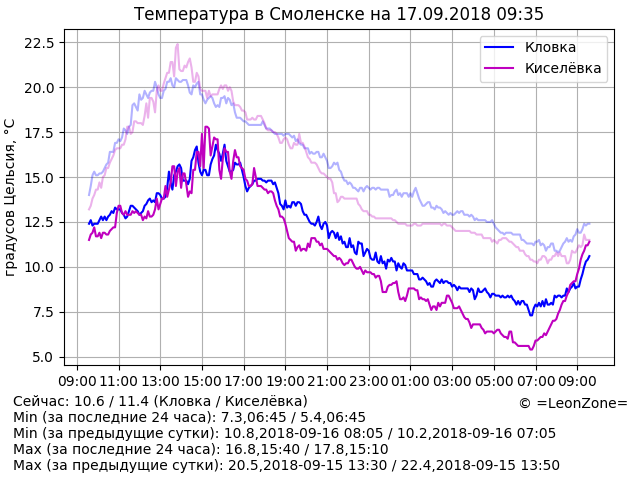 Температура в Смоленске на 17.09.2018 09:35
градусов Цельсия, °C
22.5
20.0
17.5
15.0
12.5
10.0
7.5
5.0
Кловка
Киселёвка
09:00 11:00 13:00 15:00 17:00 19:00 21:00 23:00 01:00 03:00 05:00 07:00 09:00
Сейчас: 10.6 / 11.4 (Кловка / Киселёвка)
© =LeonZone=
Min (за последние 24 часа): 7.3,06:45 / 5.4,06:45
Min (за предыдущие сутки): 10.8,2018-09-16 08:05 / 10.2,2018-09-16 07:05
Max (за последние 24 часа): 16.8,15:40 / 17.8,15:10
Max (за предыдущие сутки): 20.5,2018-09-15 13:30 / 22.4,2018-09-15 13:50